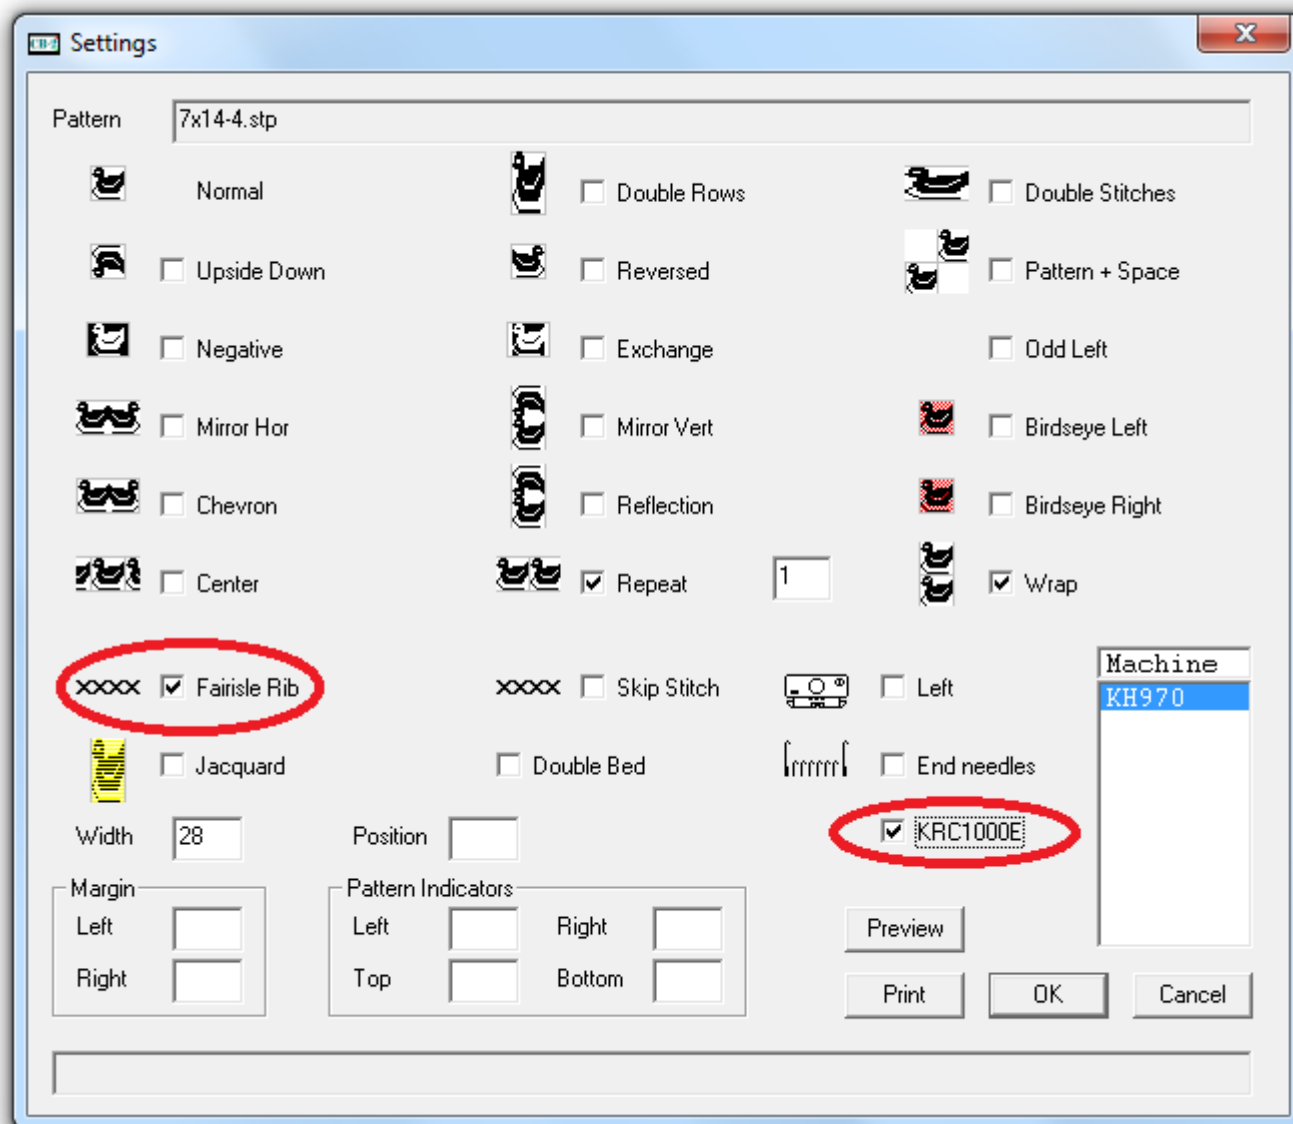 Settings
Pattern 7x14-4.stp
Normal Double Rows Double Stitches
Upside Down Reversed Pattern + Space
Negative Exchange Odd Left
Mirror Hor Mirror Vert Birdseye Left
Chevron Reflection Birdseye Right
Center Repeat 1 Wrap
Machine
xxxx Fairisle Rib xxxx Skip Stitch Left KH970
Jacquard Double Bed End needles
Width 28 Position KRC1000E
Margin Pattern Indicators
Left Left Right Preview
Right Top Bottom Print OK Cancel